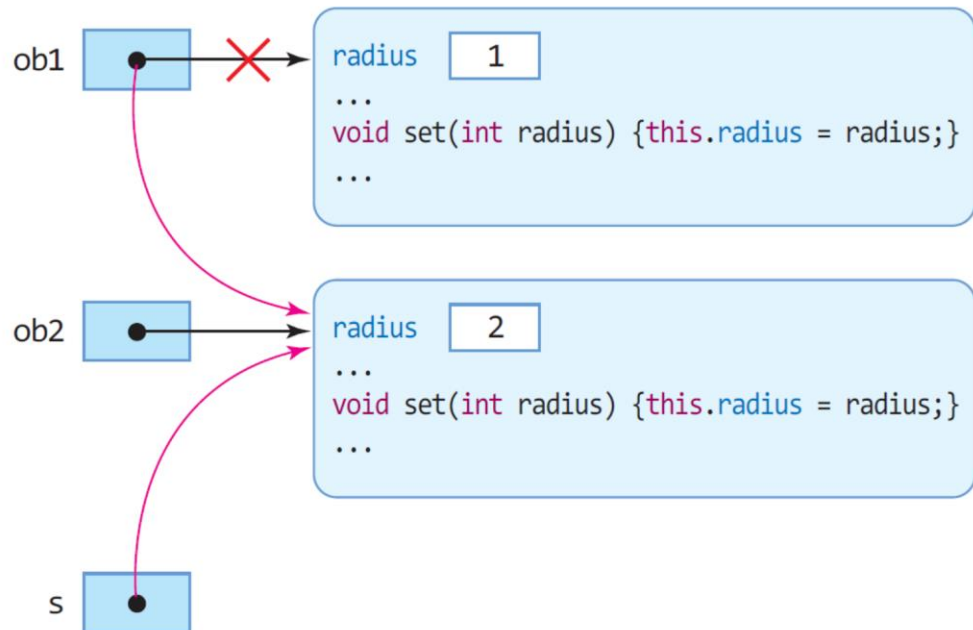 ob1
radius 1
...
void set(int radius) {this.radius = radius;}
...
ob2
radius 2
...
void set(int radius) {this.radius = radius;}
...
s